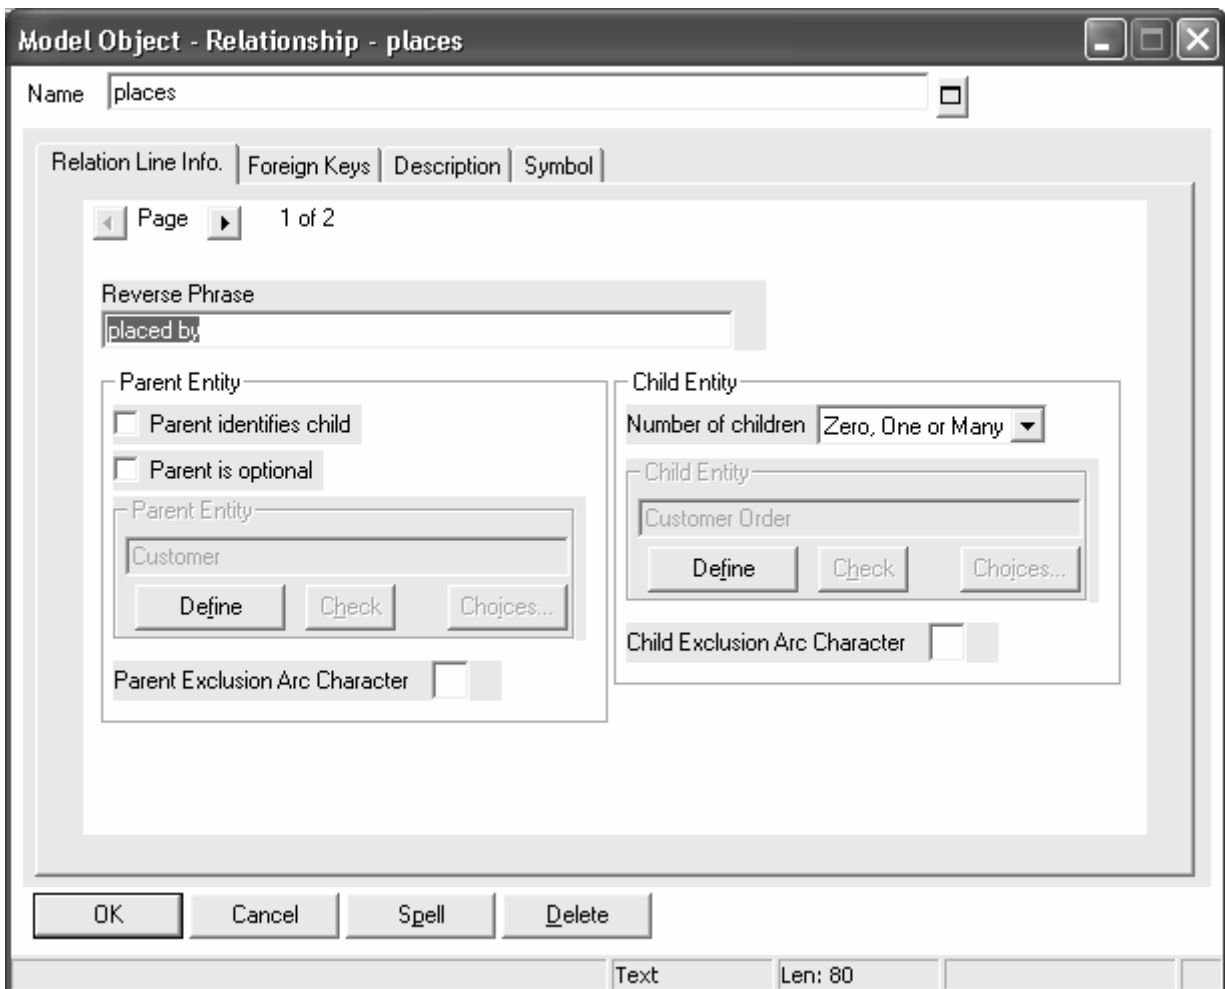 Model Object - Relationship - places
Name places
Relation Line Info. Foreign Keys Description Symbol
Page 1 of 2
Reverse Phrase
placed by
Parent Entity
Parent identifies child
Parent is optional
Parent Entity
Customer
Define Check Choices...
Parent Exclusion Arc Character
Child Entity
Number of children Zero, One or Many
Child Entity
Customer Order
Define Check Choices...
Child Exclusion Arc Character
OK Cancel Spell Delete
Text Len: 80